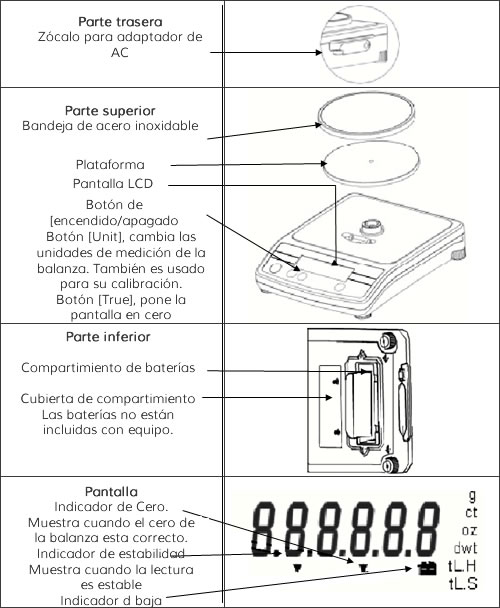 Parte trasera
Zócalo para adaptador de
AC
Parte superior
Bandeja de acero inoxidable
Plataforma
Pantalla LCD
Botón de
[encendido/apagado
Botón [Unit], cambia las
unidades de medición de la
balanza. También es usado
para su calibración.
Botón [True], pone la
pantalla en cero
Parte inferior
Compartimiento de baterías
Cubierta de compartimiento
Las baterías no están
incluidas con equipo.
Pantalla
Indicador de Cero.
Muestra cuando el cero de
la balanza esta correcto.
Indicador de estabilidad
Muestra cuando la lectura
es estable
Indicador d baja
8.8.8.8.8.8
g
ct
oz
dwt
tL.H
tL.S